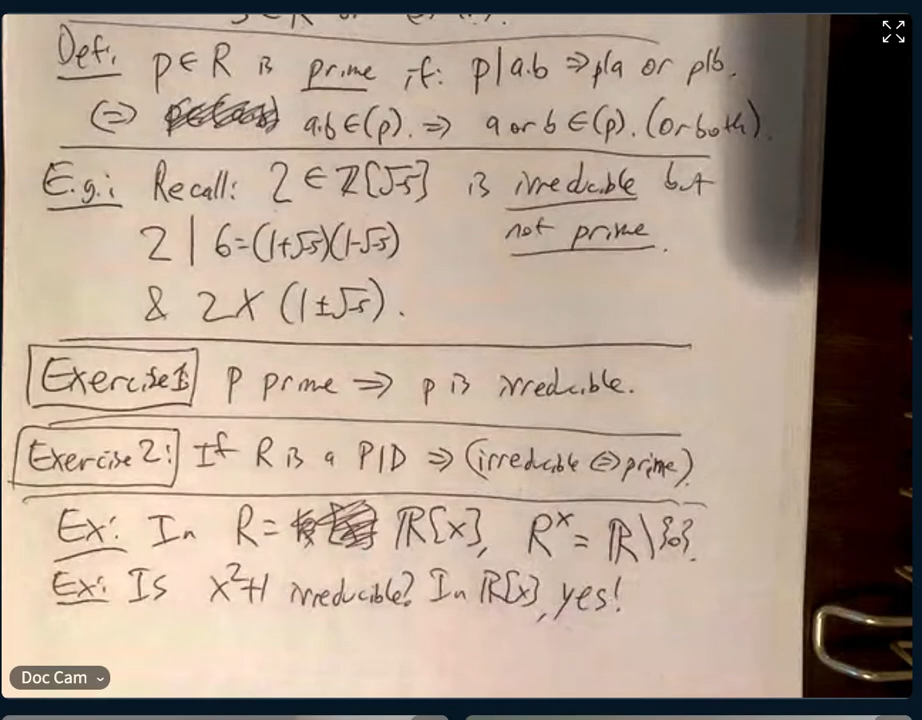 Def: p ∈ R is prime if: p | a·b ⇒ p|a or p|b.
(⇒ a·b ∈ (p). ⇒ a or b ∈ (p). (or both).
E.g.: Recall: 2 ∈ ℤ[√-5] is irreducible but
2 | 6=(1+√-5)(1-√-5) not prime.
& 2 ∤ (1±√-5).
Exercise 1: p prime ⇒ p is irreducible.
Exercise 2: If R is a PID ⇒ (irreducible ⇔ prime).
Ex: In R= ℝ[x], R^x = ℝ\{0}.
Ex: Is x²+1 irreducible? In ℝ[x], yes!
Doc Cam